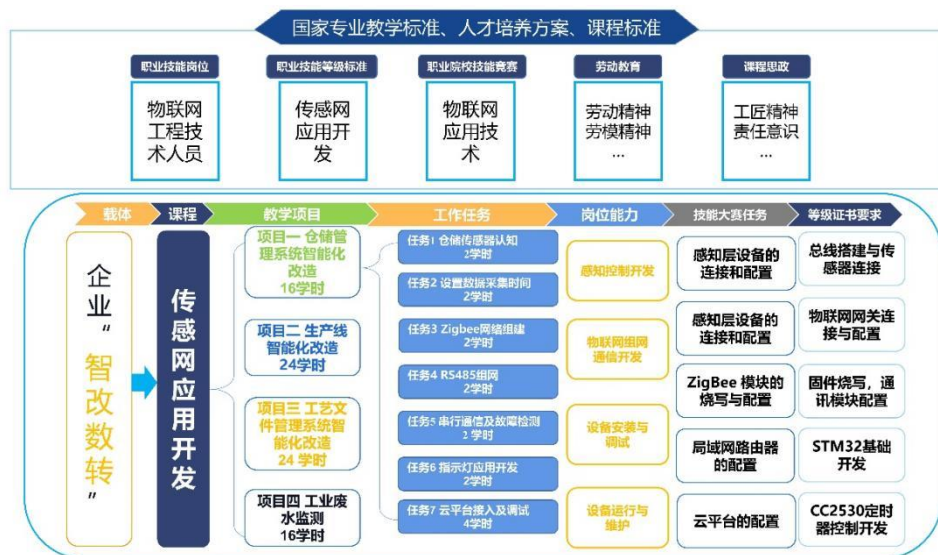 国家专业教学标准、人才培养方案、课程标准
职业技能岗位
职业技能等级标准
职业院校技能竞赛
劳动教育
课程思政
物联网
工程技
术人员
传感网
应用开
发
物联网
应用技
术
劳动精神
劳模精神
...
工匠精神
责任意识
...
载体
课程
教学项目
工作任务
岗位能力
技能大赛任务
等级证书要求
企业“智改数转”
传感网应用开发
项目一 仓储管
理系统智能化
改造
16学时
项目二 生产线
智能化改造
24学时
项目三 工艺文
件管理系统智
能化改造
24 学时
项目四 工业废
水监测
16学时
任务1 仓储传感器认知
2学时
任务2 设置数据采集时间
2学时
任务3 Zigbee网络组建
2学时
任务4 RS485组网
2学时
任务5 串行通信及故障检测
2 学时
任务6 指示灯应用开发
2学时
任务7 云平台接入及调试
4学时
感知控制开发
物联网组网
通信开发
设备安装与
调试
设备运行与
维护
感知层设备的
连接和配置
感知层设备的
连接和配置
ZigBee 模块的
烧写与配置
局域网路由器
的配置
云平台的配置
总线搭建与传
感器连接
物联网网关连
接与配置
固件烧写，通
讯模块配置
STM32基础
开发
CC2530定时
器控制开发